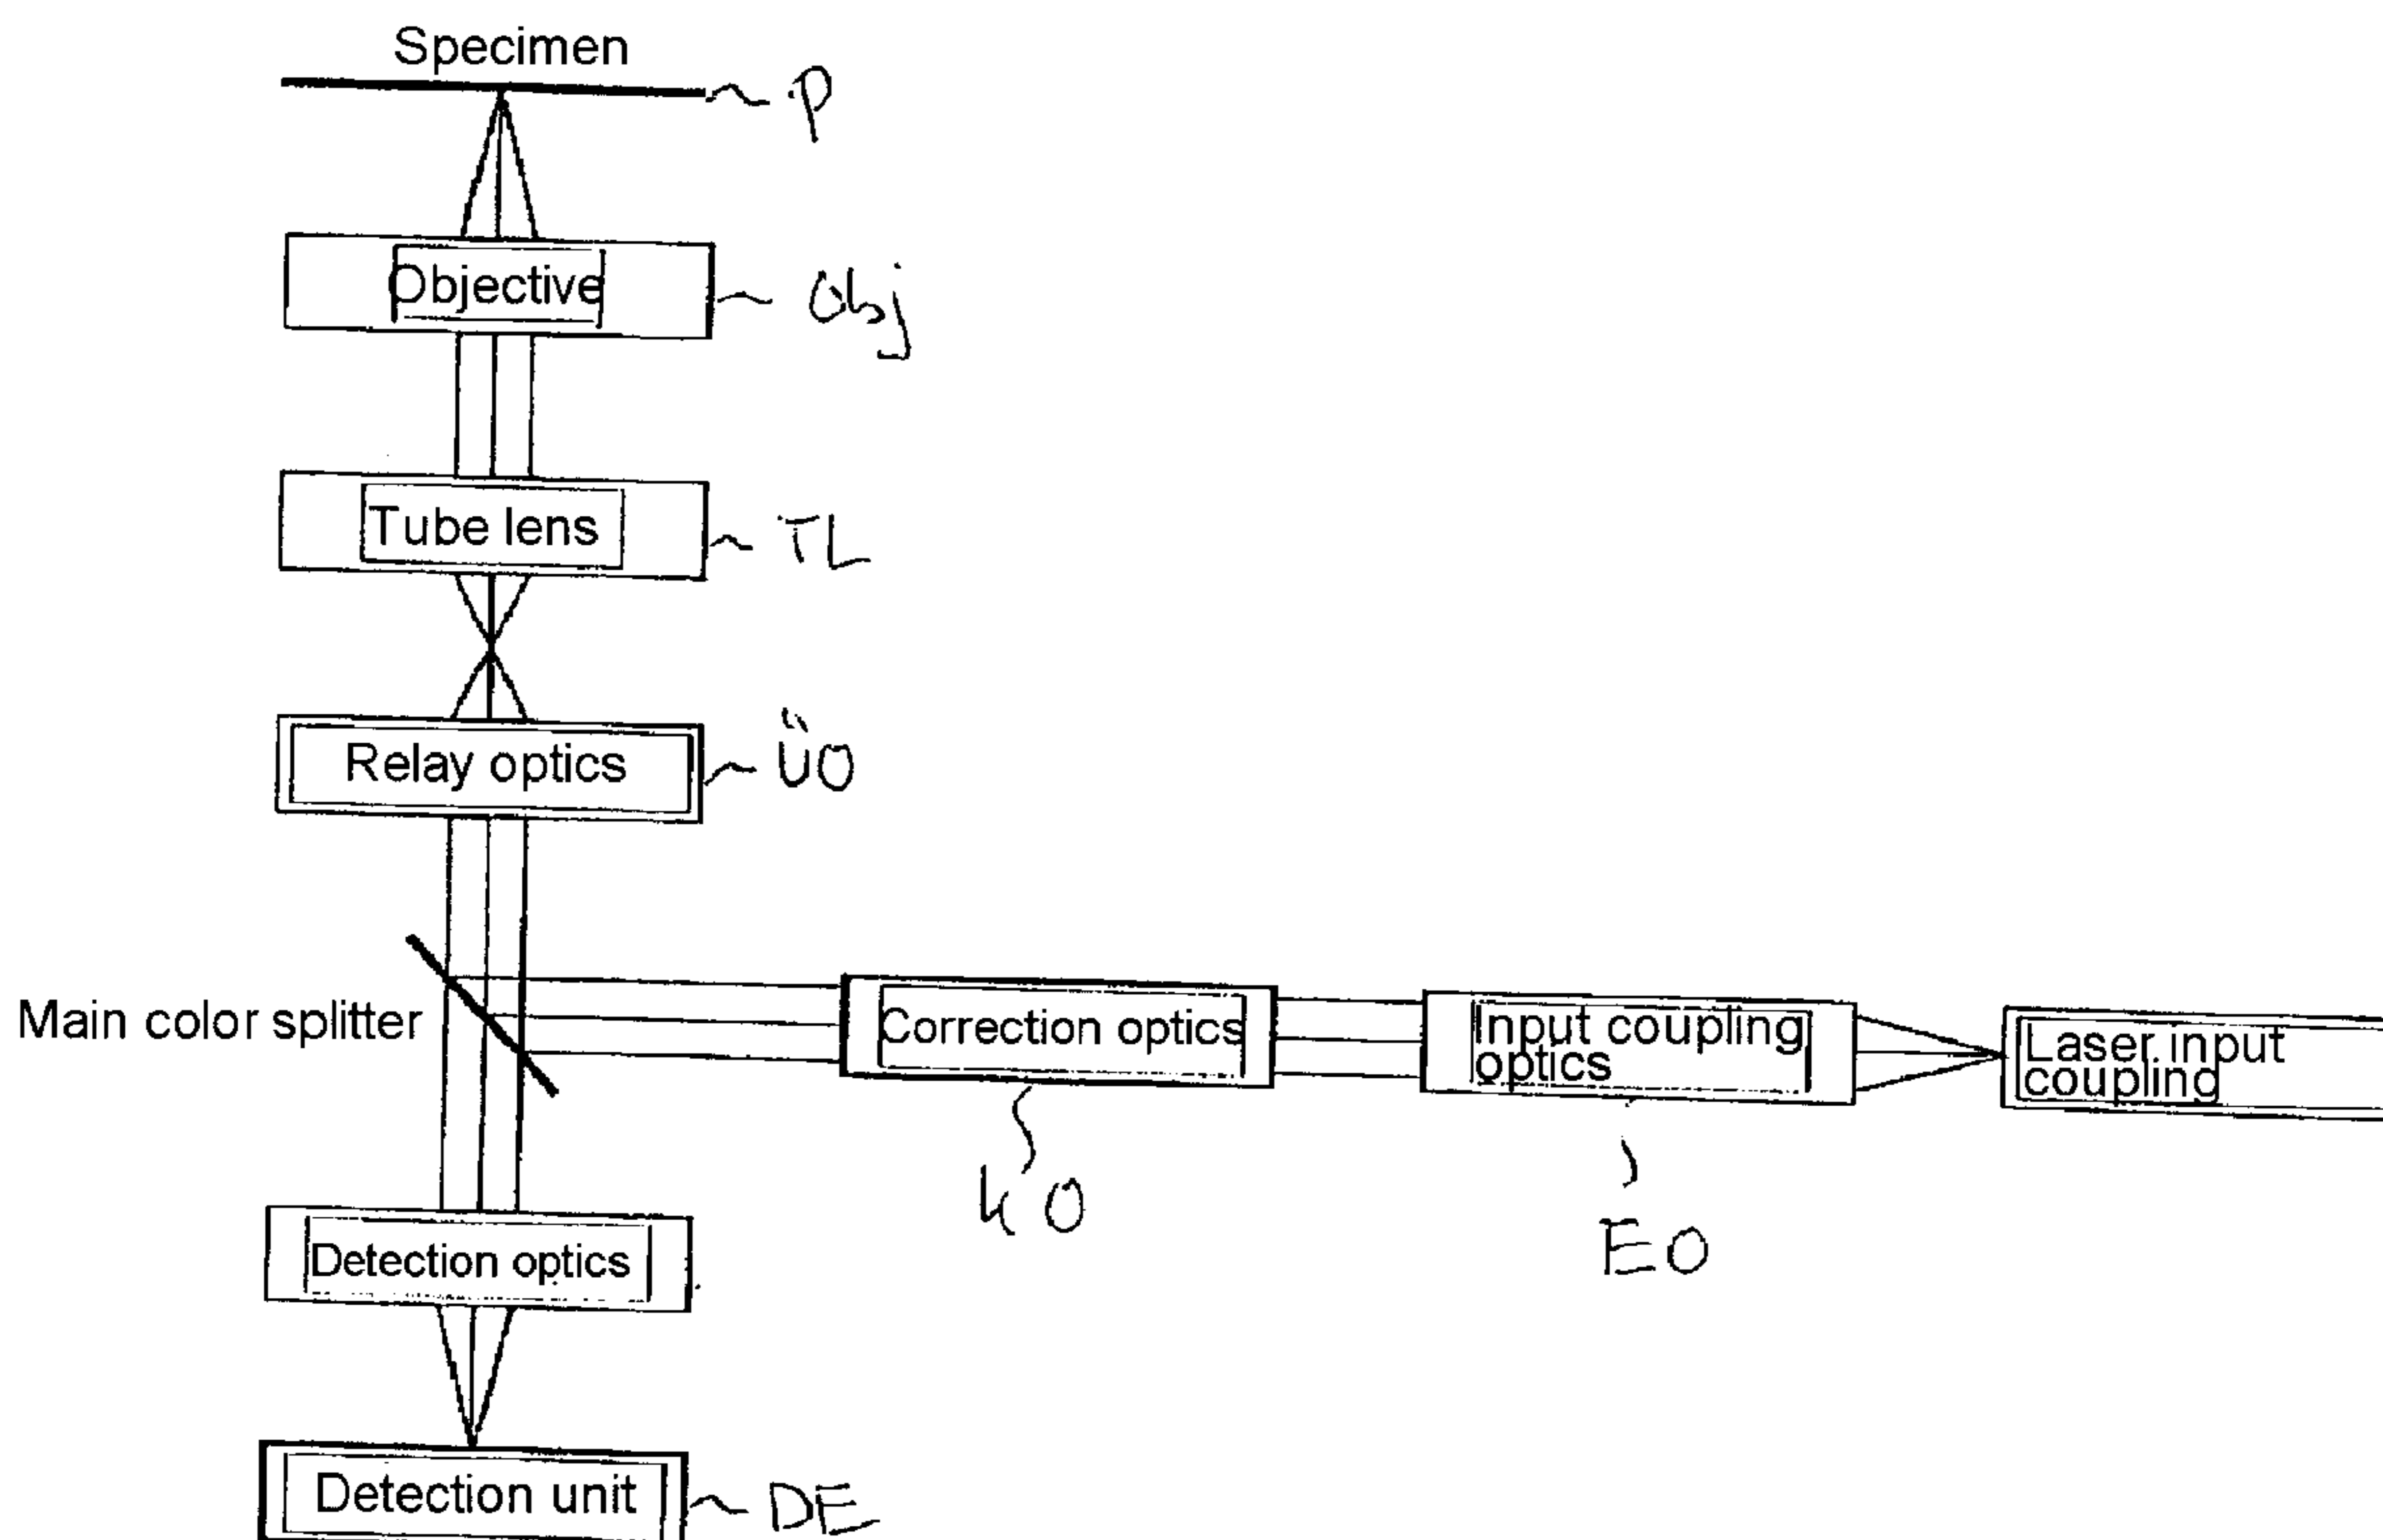 Specimen
P
Objective
Obj
Tube lens
TL
Relay optics
ÜO
Main color splitter
Correction optics
KO
Input coupling
optics
EO
Laser input
coupling
Detection optics
Detection unit
DE